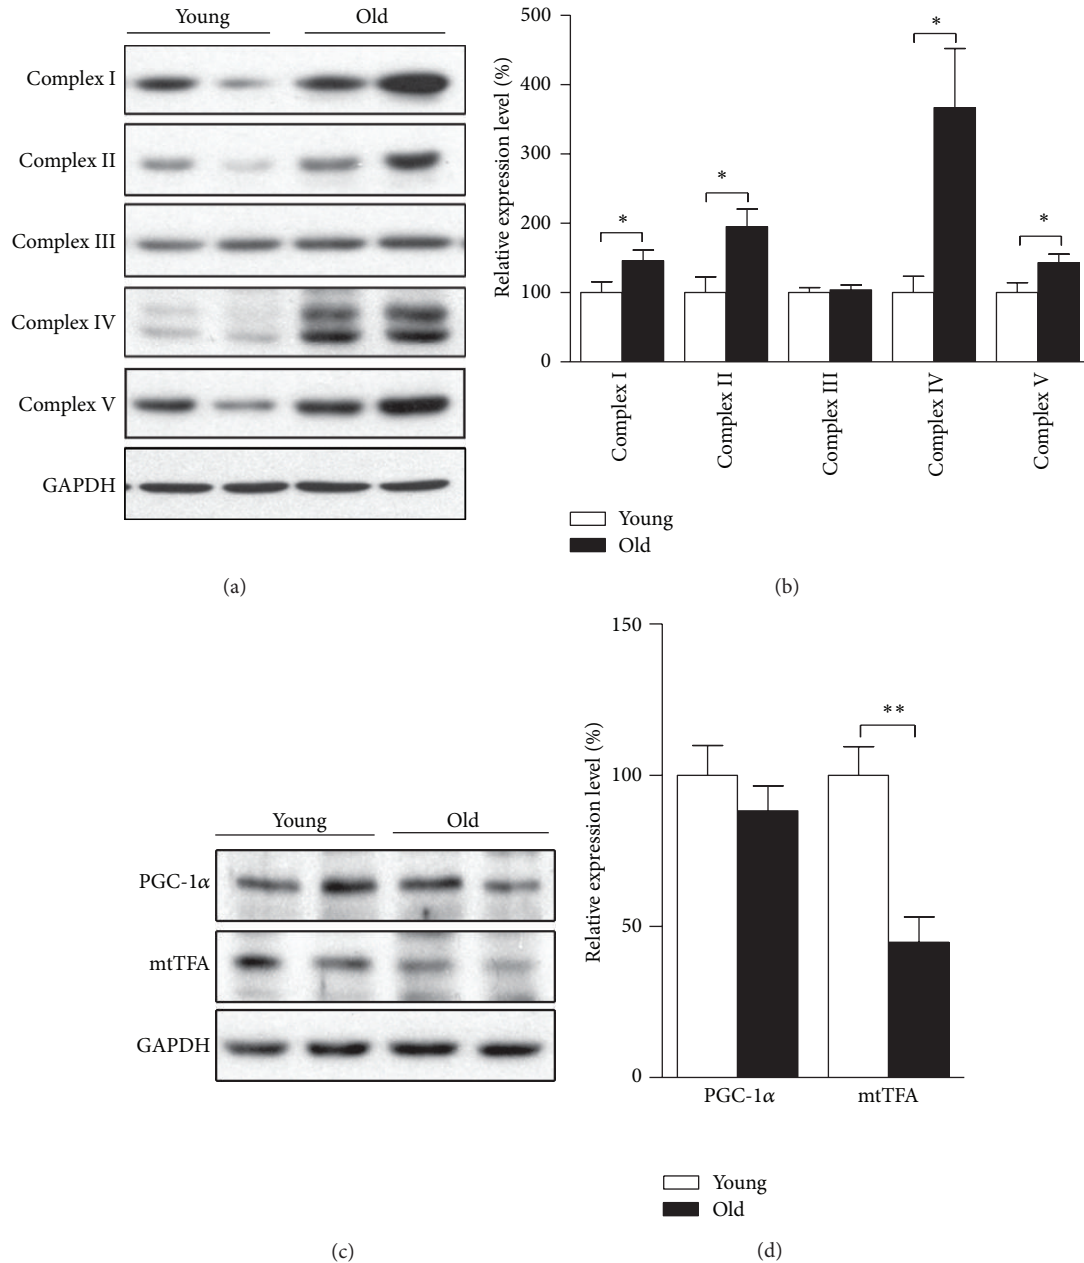 Young Old
Complex I
Complex II
Complex III
Complex IV
Complex V
GAPDH
(a)
Relative expression level (%)
500
400
300
200
100
0
*
*
*
*
Complex I
Complex II
Complex III
Complex IV
Complex V
Young
Old
(b)
Young Old
PGC-1α
mtTFA
GAPDH
(c)
Relative expression level (%)
150
100
50
0
**
PGC-1α mtTFA
Young
Old
(d)